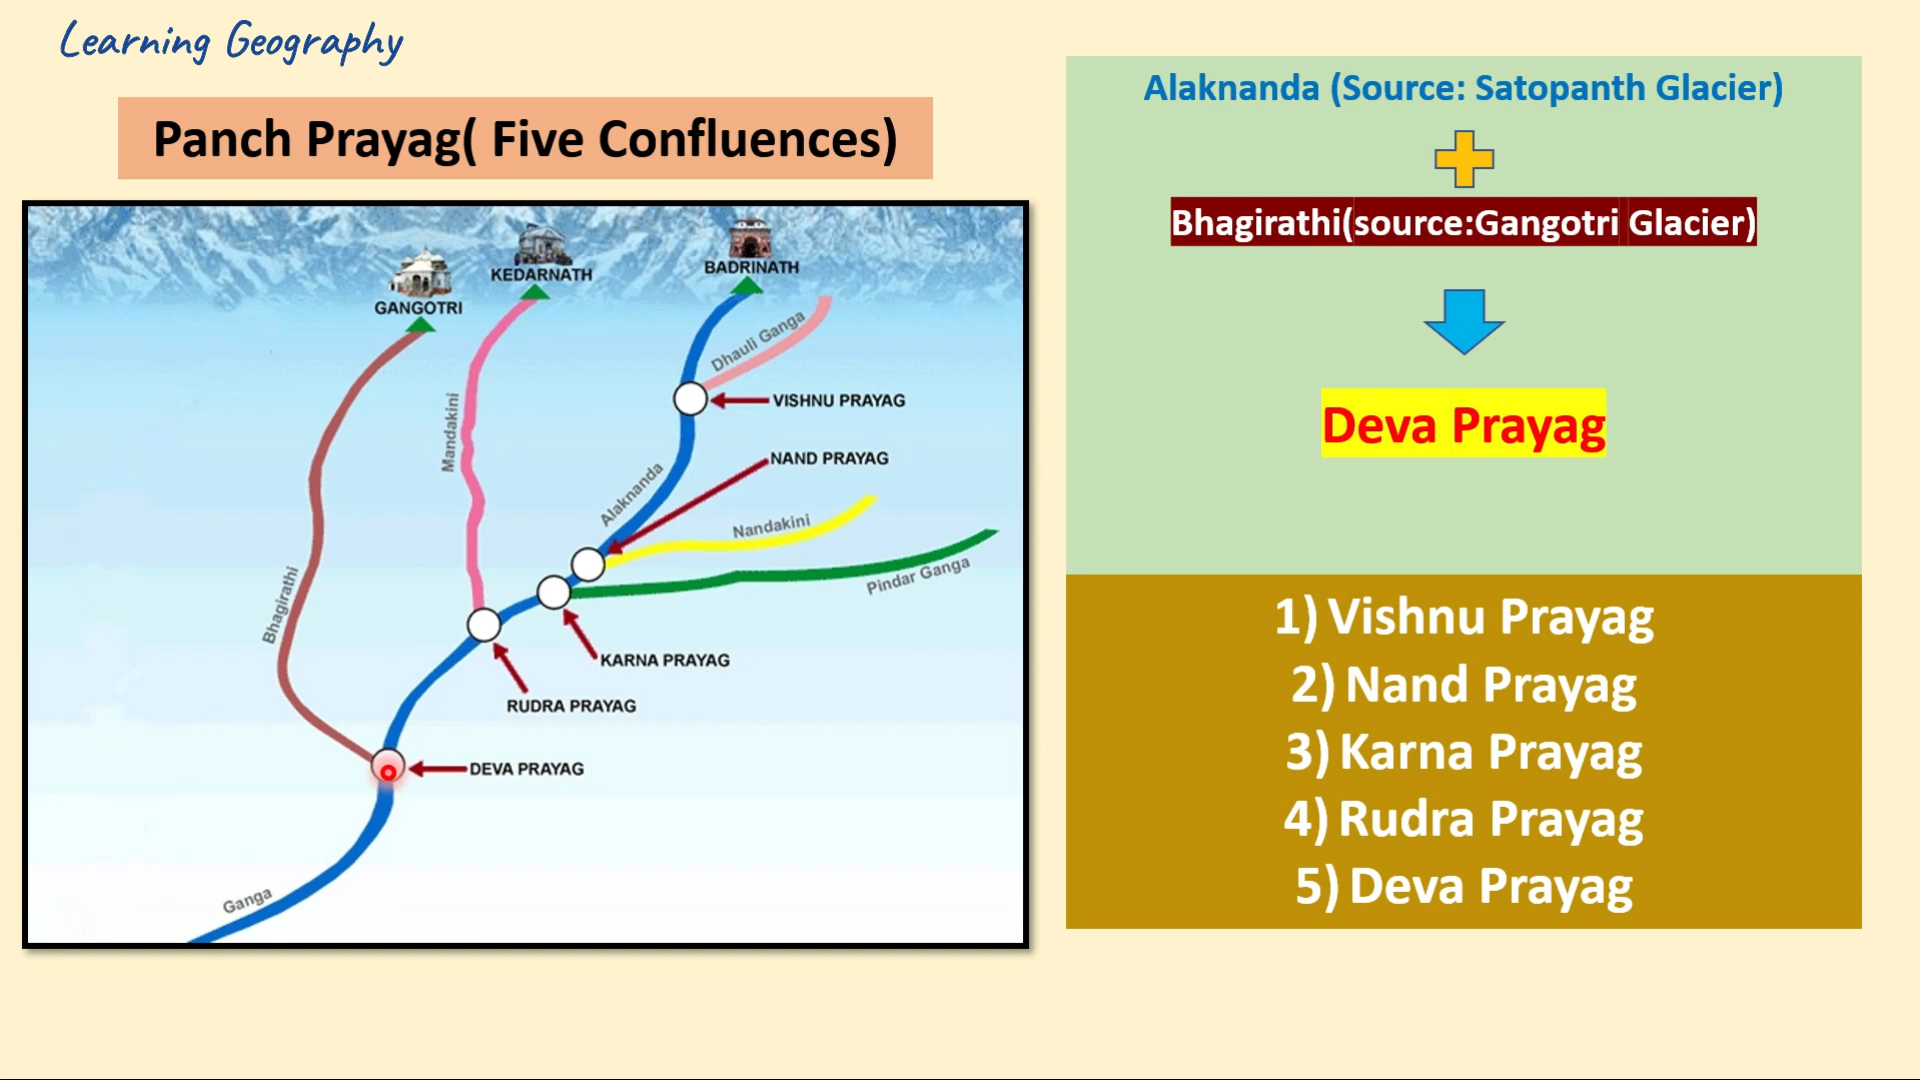 Learning Geography
Panch Prayag( Five Confluences)
GANGOTRI
KEDARNATH
BADRINATH
Dhauli Ganga
VISHNU PRAYAG
Mandakini
NAND PRAYAG
Alaknanda
Nandakini
Pindar Ganga
Bhagirathi
KARNA PRAYAG
RUDRA PRAYAG
DEVA PRAYAG
Ganga
Alaknanda (Source: Satopanth Glacier)
Bhagirathi(source:Gangotri Glacier)
Deva Prayag
1) Vishnu Prayag
2) Nand Prayag
3) Karna Prayag
4) Rudra Prayag
5) Deva Prayag